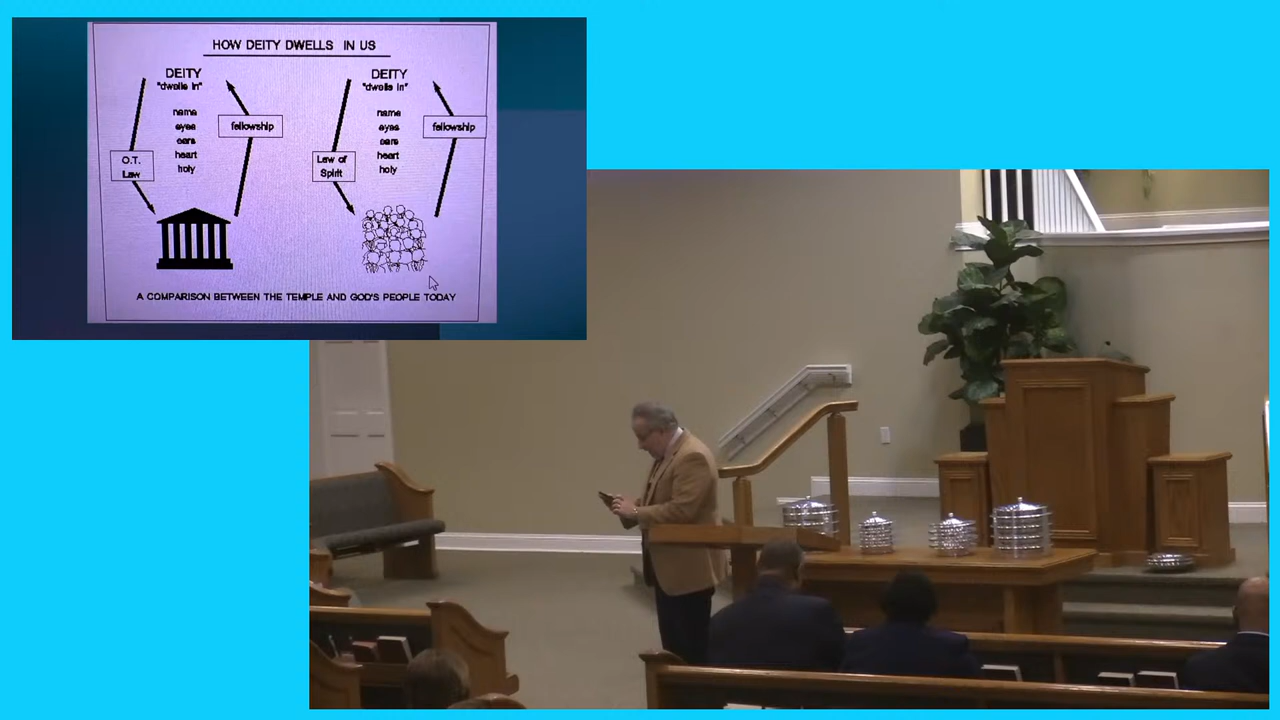 HOW DEITY DWELLS IN US
DEITY
"dwells in"
name
eyes
ears
heart
holy
O.T.
Law
fellowship
DEITY
"dwells in"
name
eyes
ears
heart
holy
Law of
Spirit
fellowship
A COMPARISON BETWEEN THE TEMPLE AND GOD'S PEOPLE TODAY